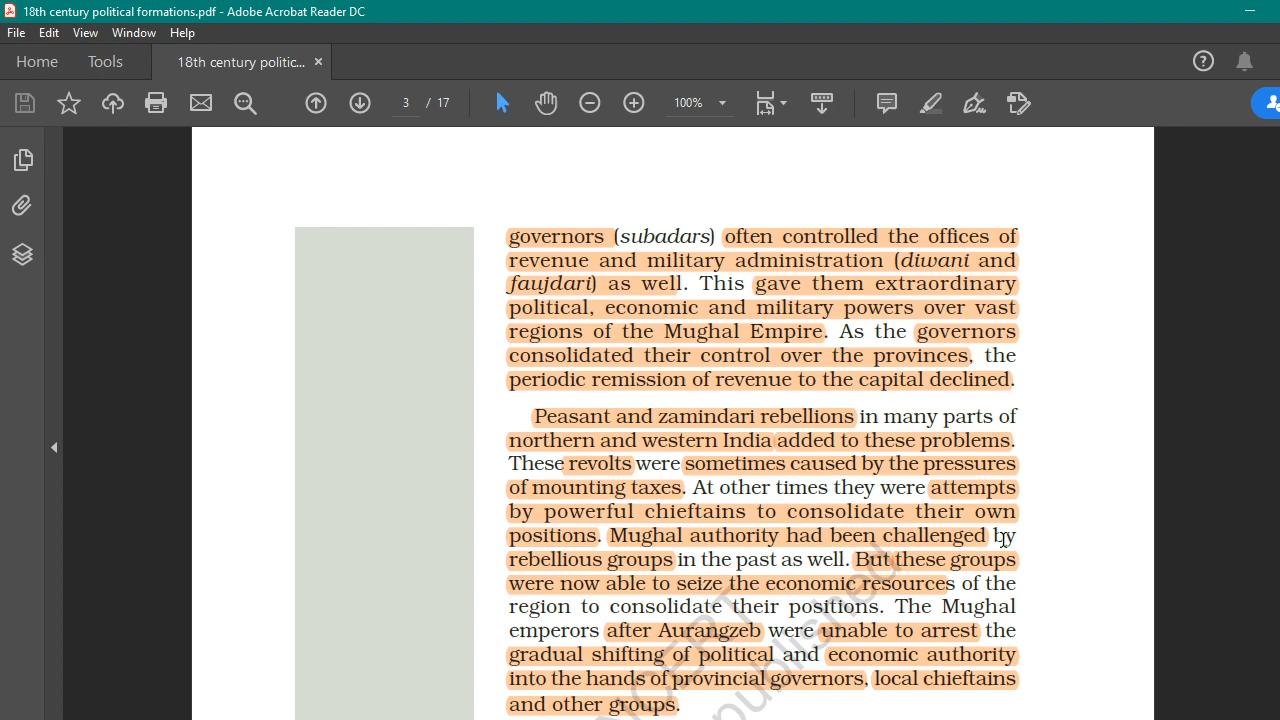 18th century political formations.pdf - Adobe Acrobat Reader DC
File Edit View Window Help
Home Tools 18th century politic... ×
3 / 17 100%
governors (subadars) often controlled the offices of
revenue and military administration (diwani and
faujdari) as well. This gave them extraordinary
political, economic and military powers over vast
regions of the Mughal Empire. As the governors
consolidated their control over the provinces, the
periodic remission of revenue to the capital declined.
Peasant and zamindari rebellions in many parts of
northern and western India added to these problems.
These revolts were sometimes caused by the pressures
of mounting taxes. At other times they were attempts
by powerful chieftains to consolidate their own
positions. Mughal authority had been challenged by
rebellious groups in the past as well. But these groups
were now able to seize the economic resources of the
region to consolidate their positions. The Mughal
emperors after Aurangzeb were unable to arrest the
gradual shifting of political and economic authority
into the hands of provincial governors, local chieftains
and other groups.
NCERT
published